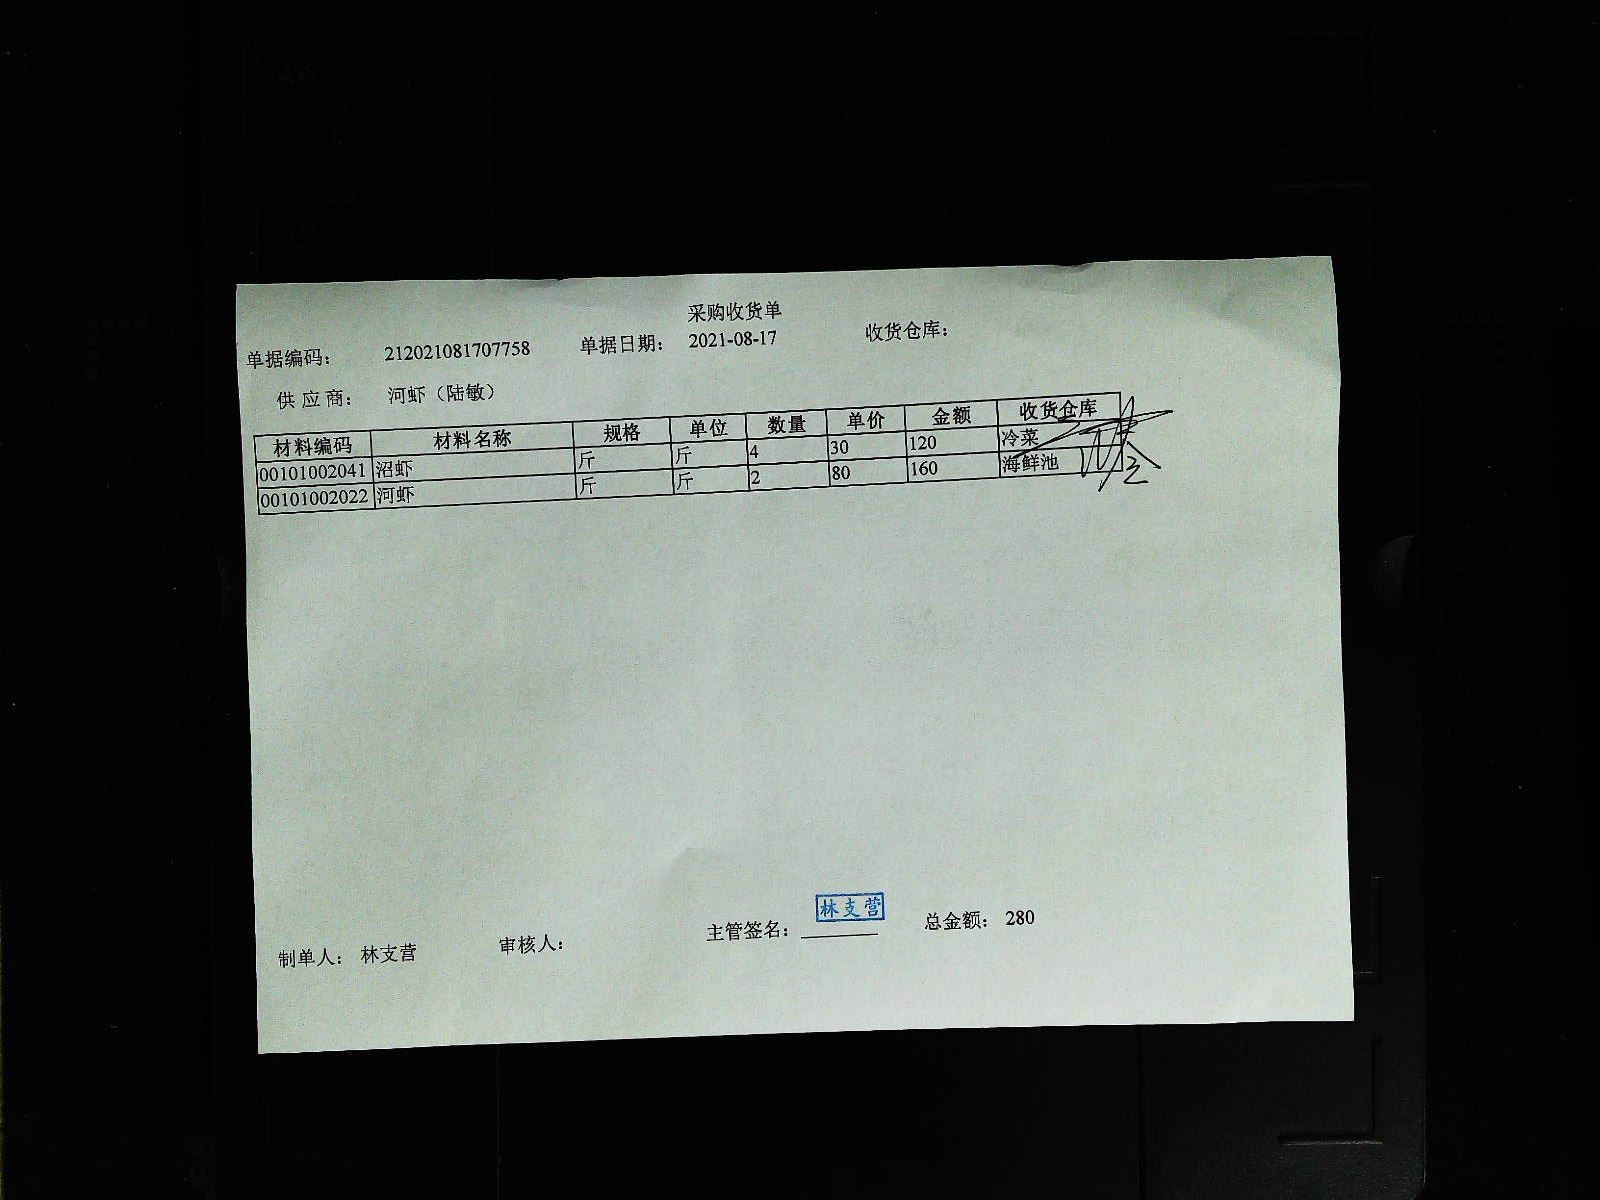 采购收货单
单据编码： 212021081707758 单据日期： 2021-08-17 收货仓库：
供 应 商： 河虾（陆敏）
材料编码 材料名称 规格 单位 数量 单价 金额 收货仓库
00101002041 沼虾 斤 斤 4 30 120 冷菜
00101002022 河虾 斤 斤 2 80 160 海鲜池
林支营
制单人： 林支营 审核人： 主管签名： 总金额： 280